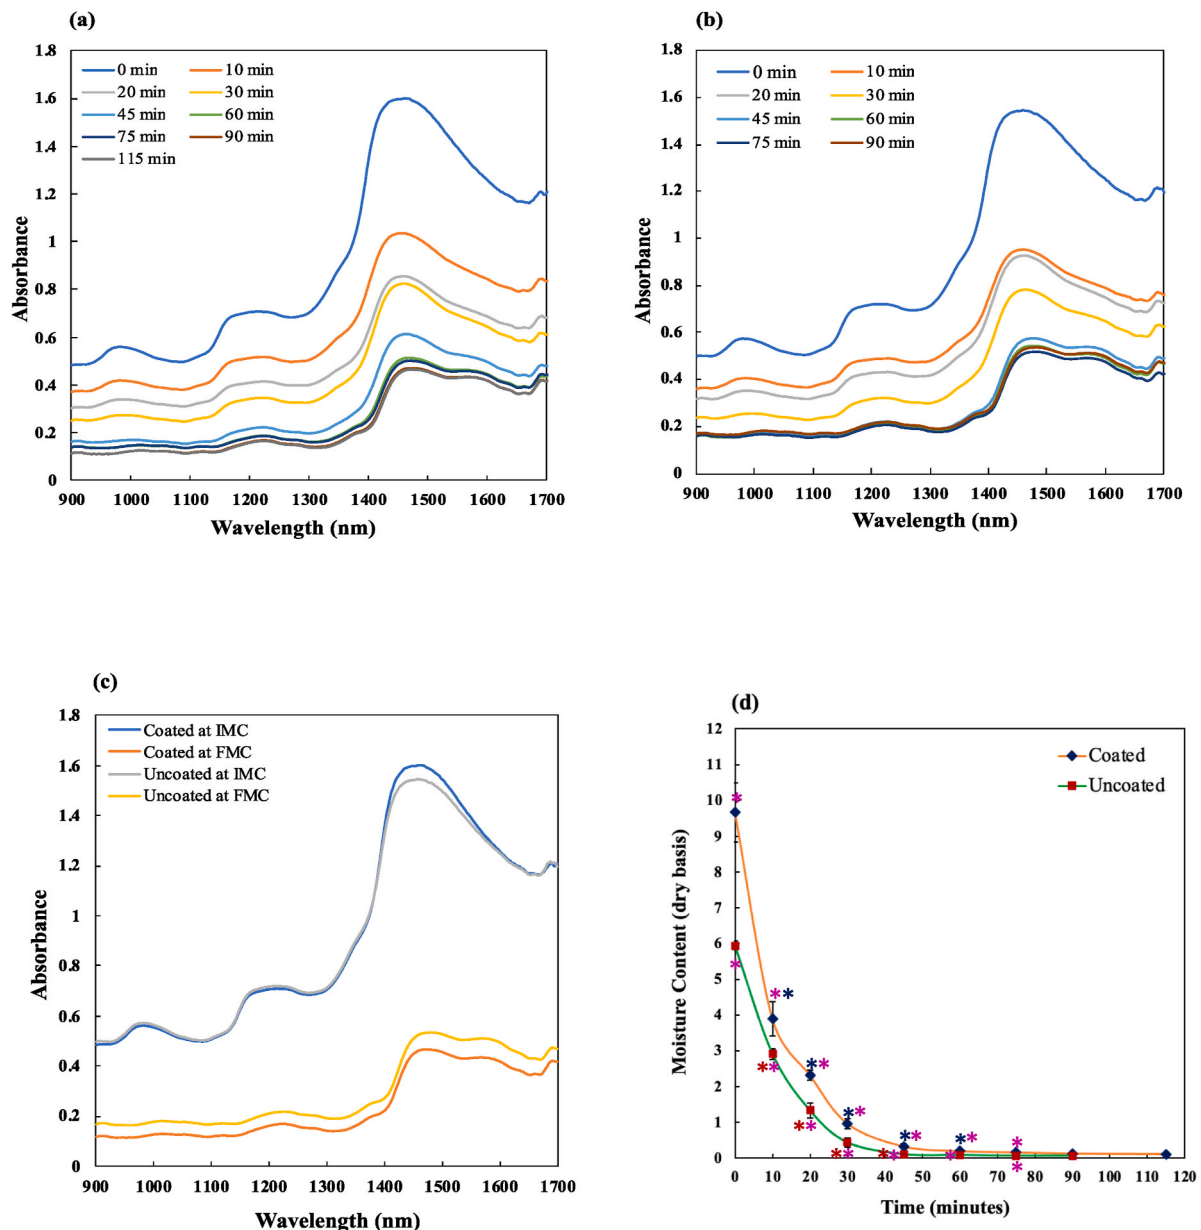 (a)
1.8
1.6
1.4
1.2
1
0.8
0.6
0.4
0.2
0
Absorbance
0 min
10 min
20 min
30 min
45 min
60 min
75 min
90 min
115 min
900 1000 1100 1200 1300 1400 1500 1600 1700
Wavelength (nm)
(b)
1.8
1.6
1.4
1.2
1
0.8
0.6
0.4
0.2
0
Absorbance
0 min
10 min
20 min
30 min
45 min
60 min
75 min
90 min
900 1000 1100 1200 1300 1400 1500 1600 1700
Wavelength (nm)
(c)
1.8
1.6
1.4
1.2
1
0.8
0.6
0.4
0.2
0
Absorbance
Coated at IMC
Coated at FMC
Uncoated at IMC
Uncoated at FMC
900 1000 1100 1200 1300 1400 1500 1600 1700
Wavelength (nm)
(d)
12
11
10
9
8
7
6
5
4
3
2
1
0
Moisture Content (dry basis)
Coated
Uncoated
0 10 20 30 40 50 60 70 80 90 100 110 120
Time (minutes)